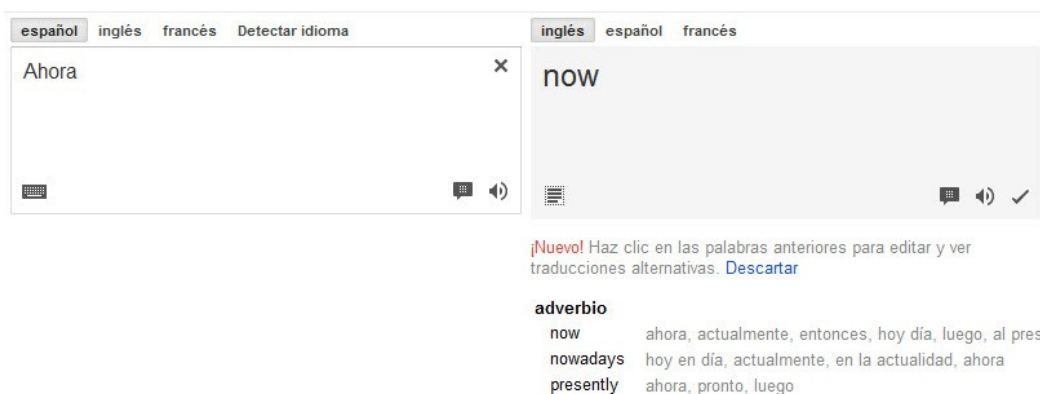 español inglés francés Detectar idioma
Ahora
inglés español francés
now
¡Nuevo! Haz clic en las palabras anteriores para editar y ver
traducciones alternativas. Descartar
adverbio
now ahora, actualmente, entonces, hoy día, luego, al pres
nowadays hoy en día, actualmente, en la actualidad, ahora
presently ahora, pronto, luego